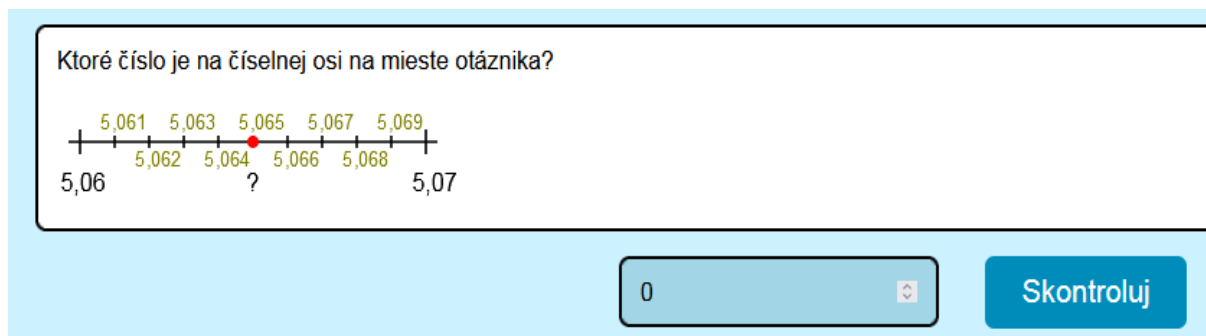 Ktoré číslo je na číselnej osi na mieste otáznika?
5,061 5,063 5,065 5,067 5,069
5,062 5,064 5,066 5,068
5,06 ? 5,07
0 Skontroluj